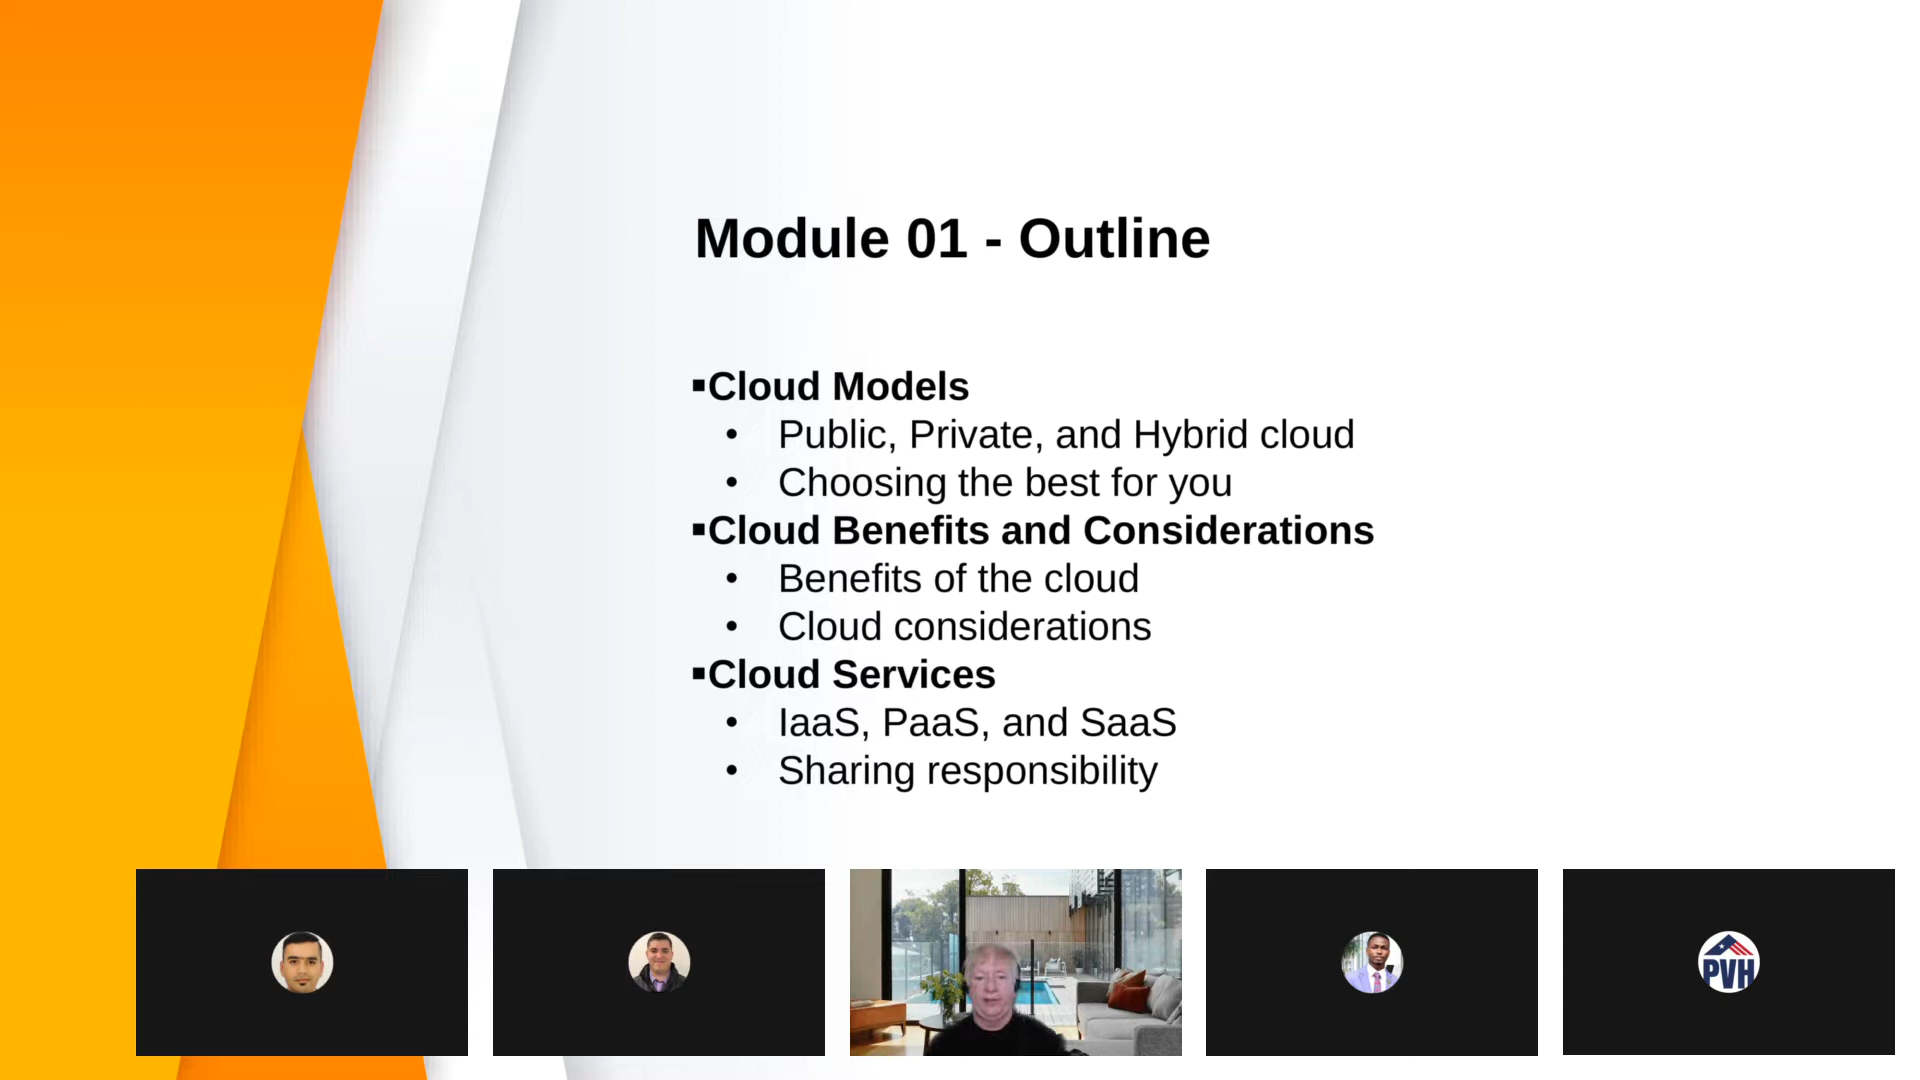 Module 01 - Outline
▪Cloud Models
• Public, Private, and Hybrid cloud
• Choosing the best for you
▪Cloud Benefits and Considerations
• Benefits of the cloud
• Cloud considerations
▪Cloud Services
• IaaS, PaaS, and SaaS
• Sharing responsibility
PVH